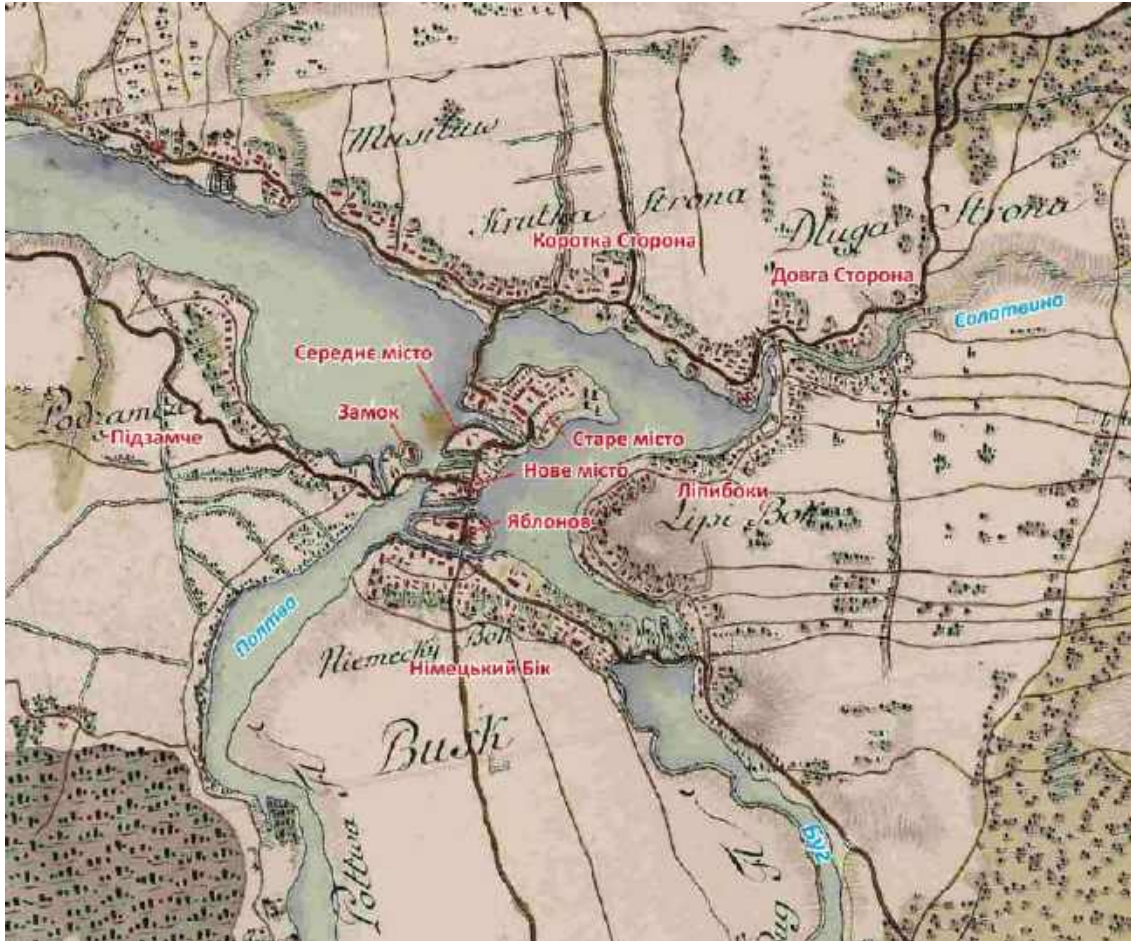 Musilus
Krutka Strona
Коротка Сторона
Dluga Strona
Довга Сторона
Солотвина
Середнє місто
Замок
Підзамче
Старе місто
Нове місто
Ліпибоки
Lipi Bok
Яблонов
Полтва
Niemecky Bok
Німецький Бік
Busk
Буг
Poltwa